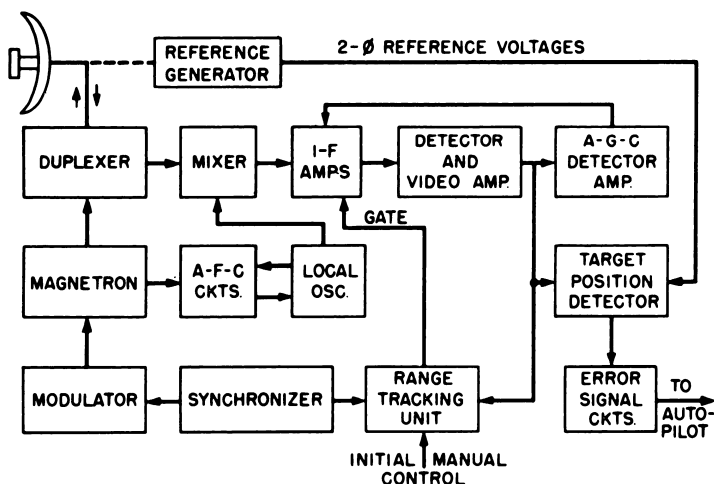 REFERENCE
GENERATOR
2-Ø REFERENCE VOLTAGES
DUPLEXER
MIXER
I-F
AMPS
DETECTOR
AND
VIDEO AMP.
A-G-C
DETECTOR
AMP.
GATE
MAGNETRON
A-F-C
CKTS.
LOCAL
OSC.
TARGET
POSITION
DETECTOR
MODULATOR
SYNCHRONIZER
RANGE
TRACKING
UNIT
ERROR
SIGNAL
CKTS.
TO
AUTO-
PILOT
INITIAL MANUAL
CONTROL